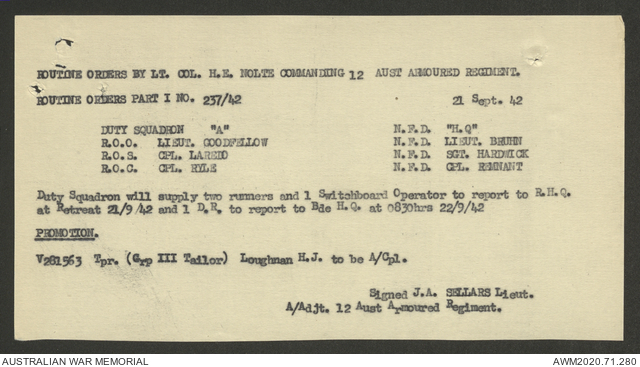 ROUTINE ORDERS BY LT. COL. H.E. NOLTE COMMANDING 12 AUST ARMOURED REGIMENT.
ROUTINE ORDERS PART I NO. 237/42 21 Sept. 42
DUTY SQUADRON "A" N.F.D. "H.Q"
R.O.O. LIEUT. GOODFELLOW N.F.D. LIEUT. BRUHN
R.O.S. CPL. LAREDO N.F.D. SGT. HARDWICK
R.O.C. CPL. RYLE N.F.D. CPL. REMNANT
Duty Squadron will supply two runners and 1 Switchboard Operator to report to R.H.Q.
at Retreat 21/9/42 and 1 D.R. to report to Bde H.Q. at 0830hrs 22/9/42
PROMOTION.
V281563 Tpr. (Grp III Tailor) Loughnan H.J. to be A/Cpl.
Signed J.A. SELLARS Lieut.
A/Adjt. 12 Aust Armoured Regiment.
AUSTRALIAN WAR MEMORIAL AWM2020.71.280